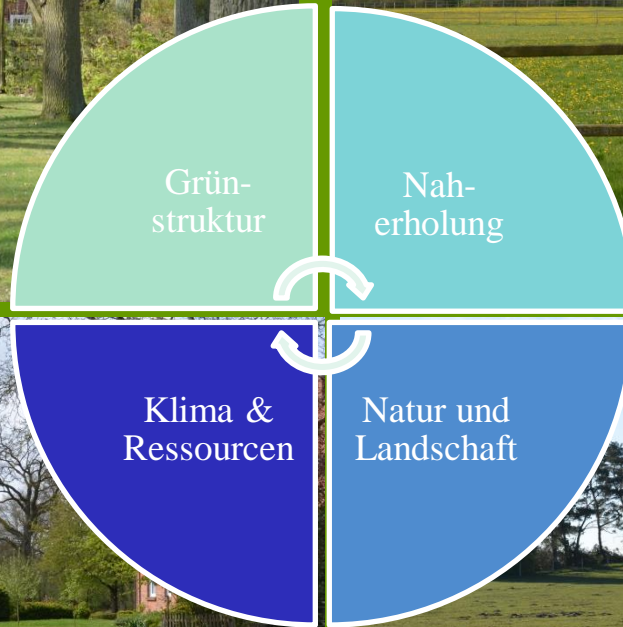 Grün-
struktur
Nah-
erholung
Klima &
Ressourcen
Natur und
Landschaft